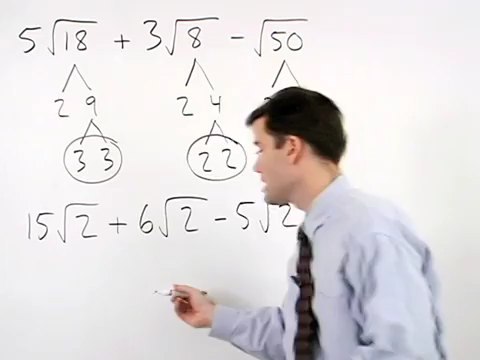 5√18 + 3√8 - √50
2 9 2 4
3 3 2 2
15√2 + 6√2 - 5√2